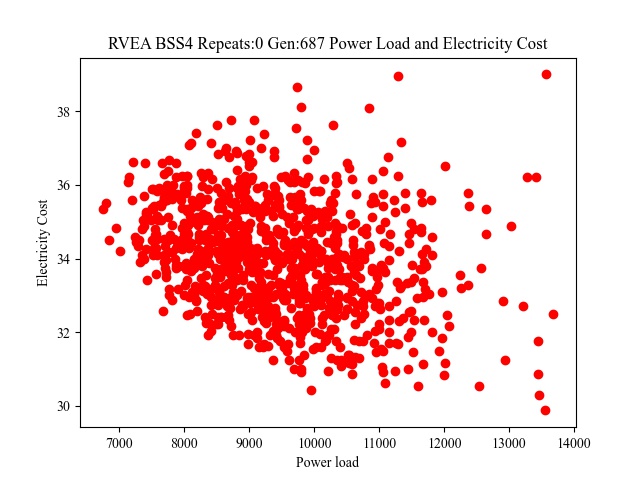 RVEA BSS4 Repeats:0 Gen:687 Power Load and Electricity Cost
38
36
34
32
30
Electricity Cost
7000 8000 9000 10000 11000 12000 13000 14000
Power load